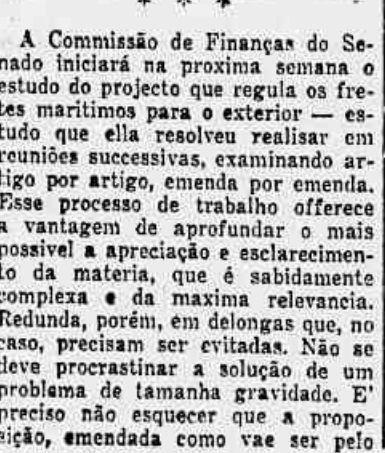 * * *
A Commissão de Finanças do Se-
nado iniciará na proxima semana o
estudo do projecto que regula os fre-
tes maritimos para o exterior — es-
tudo que ella resolveu realisar em
reuniões successivas, examinando ar-
tigo por artigo, emenda por emenda.
Esse processo de trabalho offerece
a vantagem de aprofundar o mais
possivel a apreciação e esclarecimen-
to da materia, que é sabidamente
complexa e da maxima relevancia.
Redunda, porém, em delongas que, no
caso, precisam ser evitadas. Não se
deve procrastinar a solução de um
problema de tamanha gravidade. E'
preciso não esquecer que a propo-
sição, emendada como vae ser pelo